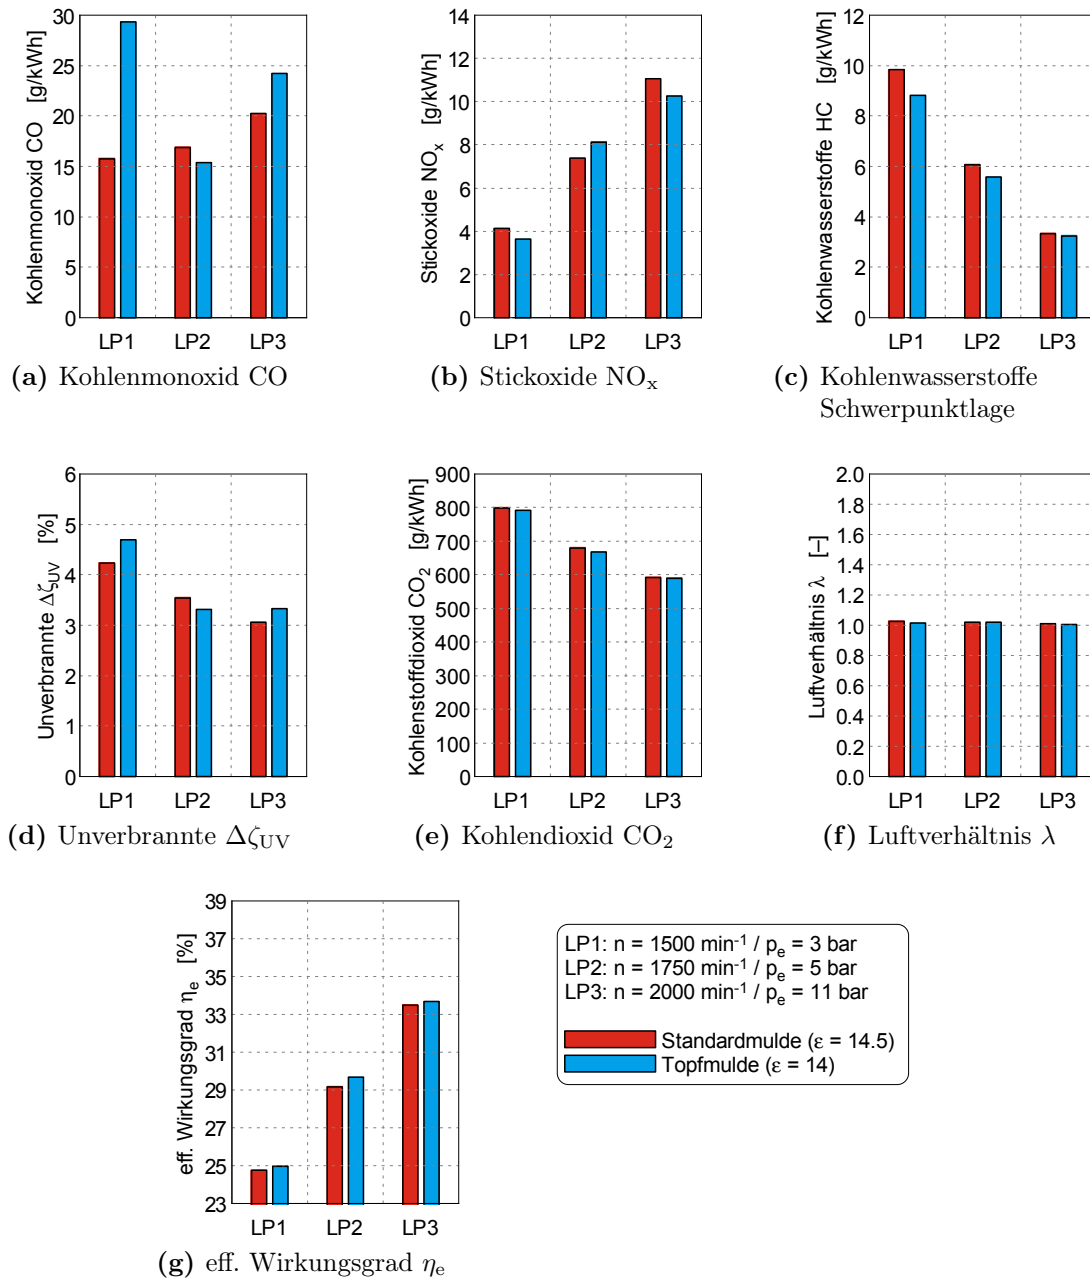 Kohlenmonoxid CO [g/kWh]
30
25
20
15
10
5
0
LP1 LP2 LP3
(a) Kohlenmonoxid CO
Stickoxide NOx [g/kWh]
14
12
10
8
6
4
2
0
LP1 LP2 LP3
(b) Stickoxide NOx
Kohlenwasserstoffe HC [g/kWh]
12
10
8
6
4
2
0
LP1 LP2 LP3
(c) Kohlenwasserstoffe
Schwerpunktlage
Unverbrannte ΔζUV [%]
6
5
4
3
2
1
0
LP1 LP2 LP3
(d) Unverbrannte ΔζUV
Kohlenstoffdioxid CO2 [g/kWh]
900
800
700
600
500
400
300
200
100
0
LP1 LP2 LP3
(e) Kohlendioxid CO2
Luftverhältnis λ [–]
2.0
1.8
1.6
1.4
1.2
1.0
0.8
0.6
0.4
0.2
0.0
LP1 LP2 LP3
(f) Luftverhältnis λ
eff. Wirkungsgrad ηe [%]
39
37
35
33
31
29
27
25
23
LP1 LP2 LP3
(g) eff. Wirkungsgrad ηe
LP1: n = 1500 min-1 / pe = 3 bar
LP2: n = 1750 min-1 / pe = 5 bar
LP3: n = 2000 min-1 / pe = 11 bar
Standardmulde (ε = 14.5)
Topfmulde (ε = 14)